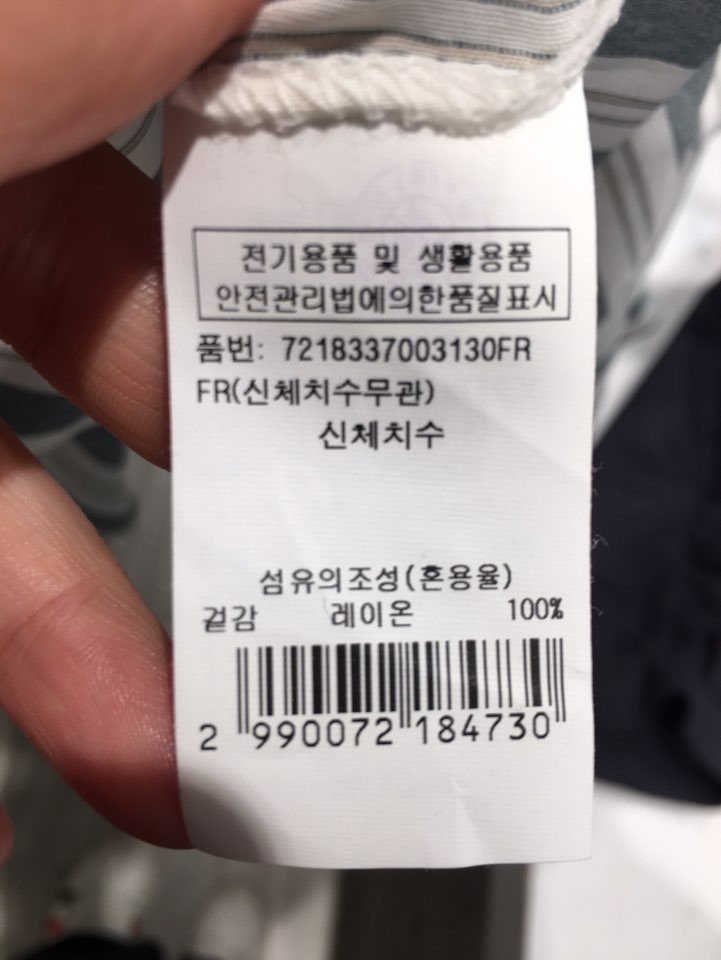 전기용품 및 생활용품
안전관리법에의한품질표시
품번: 7218337003130FR
FR(신체치수무관)
신체치수
섬유의조성(혼용율)
겉감 레이온 100%
2 990072 184730